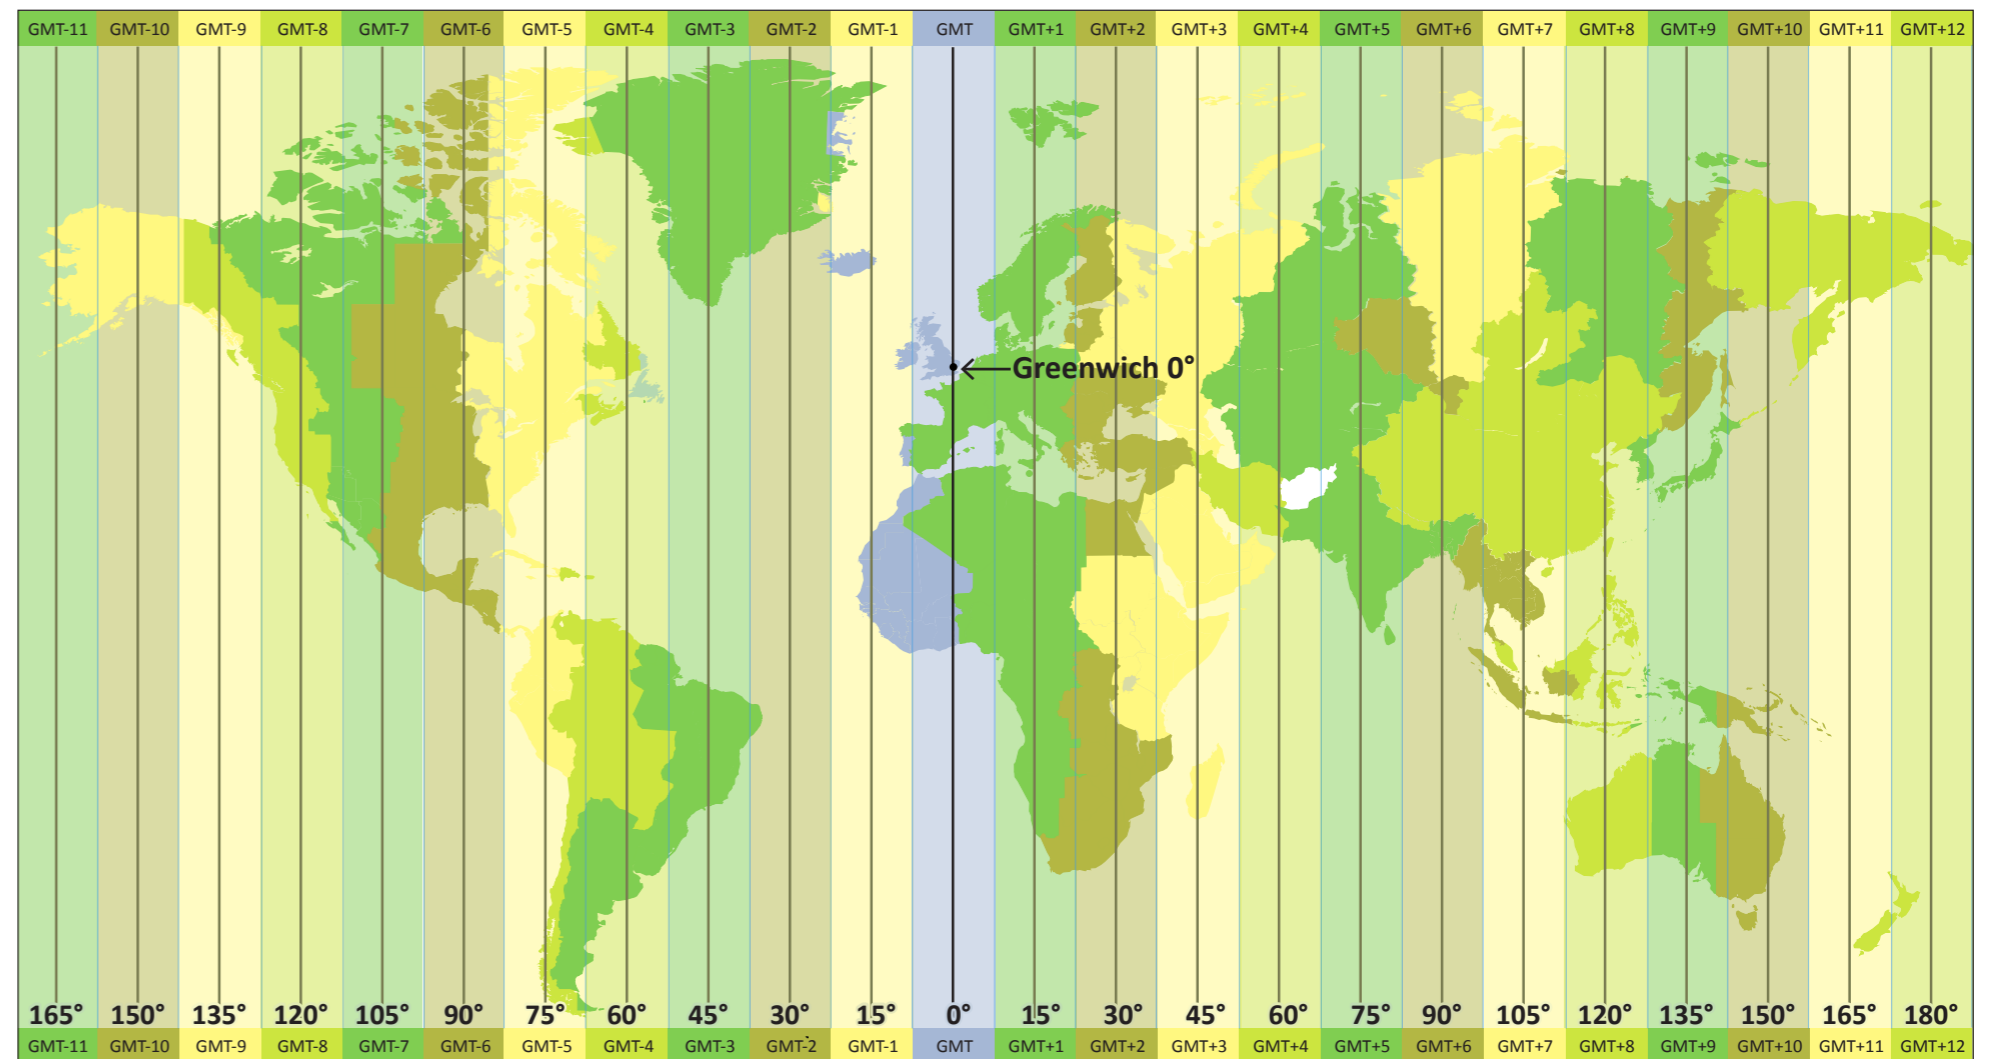 GMT-11 GMT-10 GMT-9 GMT-8 GMT-7 GMT-6 GMT-5 GMT-4 GMT-3 GMT-2 GMT-1 GMT GMT+1 GMT+2 GMT+3 GMT+4 GMT+5 GMT+6 GMT+7 GMT+8 GMT+9 GMT+10 GMT+11 GMT+12
Greenwich 0°
165° 150° 135° 120° 105° 90° 75° 60° 45° 30° 15° 0° 15° 30° 45° 60° 75° 90° 105° 120° 135° 150° 165° 180°
GMT-11 GMT-10 GMT-9 GMT-8 GMT-7 GMT-6 GMT-5 GMT-4 GMT-3 GMT-2 GMT-1 GMT GMT+1 GMT+2 GMT+3 GMT+4 GMT+5 GMT+6 GMT+7 GMT+8 GMT+9 GMT+10 GMT+11 GMT+12